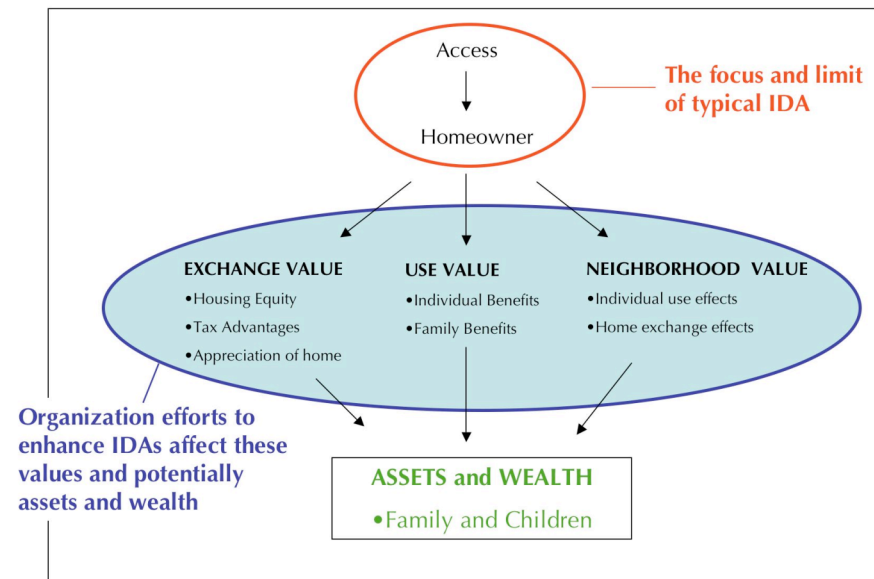 Access
Homeowner
The focus and limit
of typical IDA
EXCHANGE VALUE
•Housing Equity
•Tax Advantages
•Appreciation of home
USE VALUE
•Individual Benefits
•Family Benefits
NEIGHBORHOOD VALUE
•Individual use effects
•Home exchange effects
Organization efforts to
enhance IDAs affect these
values and potentially
assets and wealth
ASSETS and WEALTH
•Family and Children